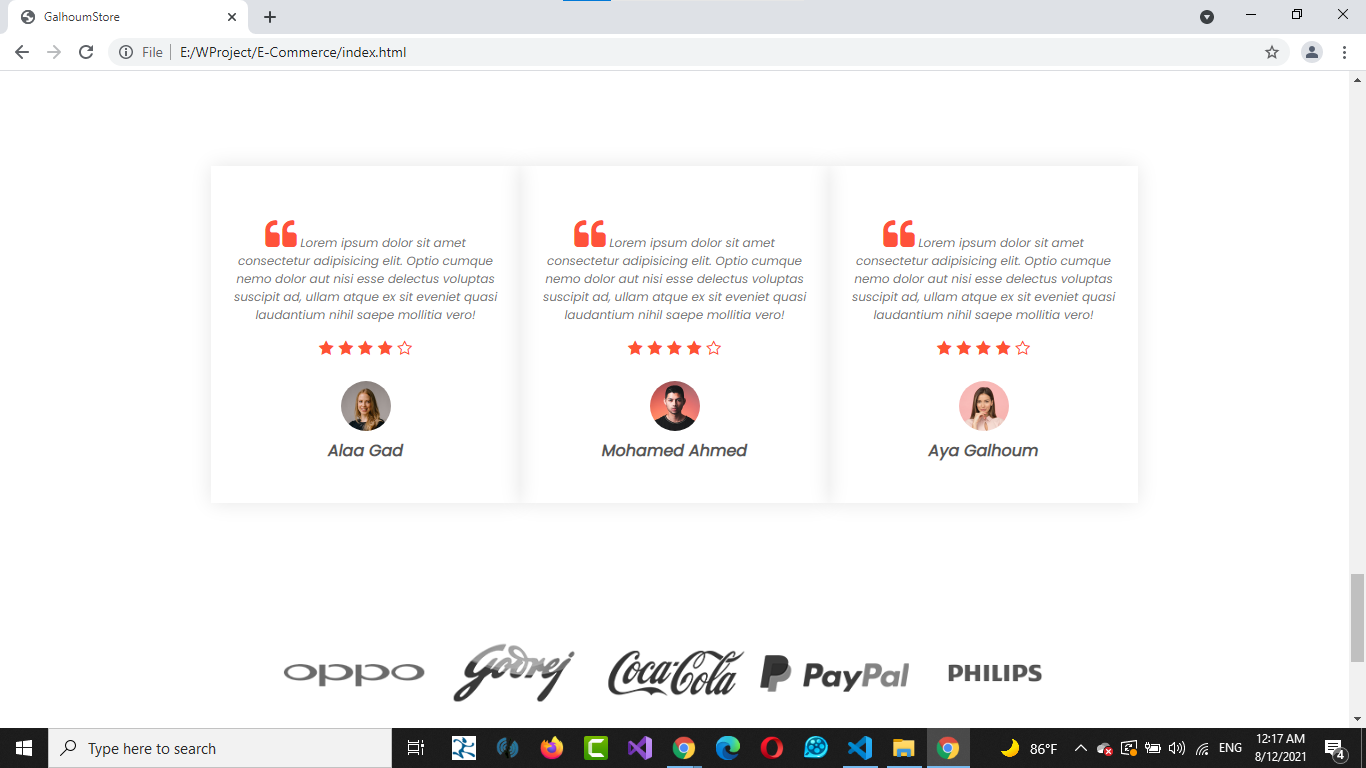 GalhoumStore
File
E:/WProject/E-Commerce/index.html
Lorem ipsum dolor sit amet
consectetur adipisicing elit. Optio cumque
nemo dolor aut nisi esse delectus voluptas
suscipit ad, ullam atque ex sit eveniet quasi
laudantium nihil saepe mollitia vero!
Alaa Gad
Lorem ipsum dolor sit amet
consectetur adipisicing elit. Optio cumque
nemo dolor aut nisi esse delectus voluptas
suscipit ad, ullam atque ex sit eveniet quasi
laudantium nihil saepe mollitia vero!
Mohamed Ahmed
Lorem ipsum dolor sit amet
consectetur adipisicing elit. Optio cumque
nemo dolor aut nisi esse delectus voluptas
suscipit ad, ullam atque ex sit eveniet quasi
laudantium nihil saepe mollitia vero!
Aya Galhoum
oppo
Godrej
Coca-Cola
PayPal
PHILIPS
Type here to search
86°F
ENG
12:17 AM
8/12/2021
4